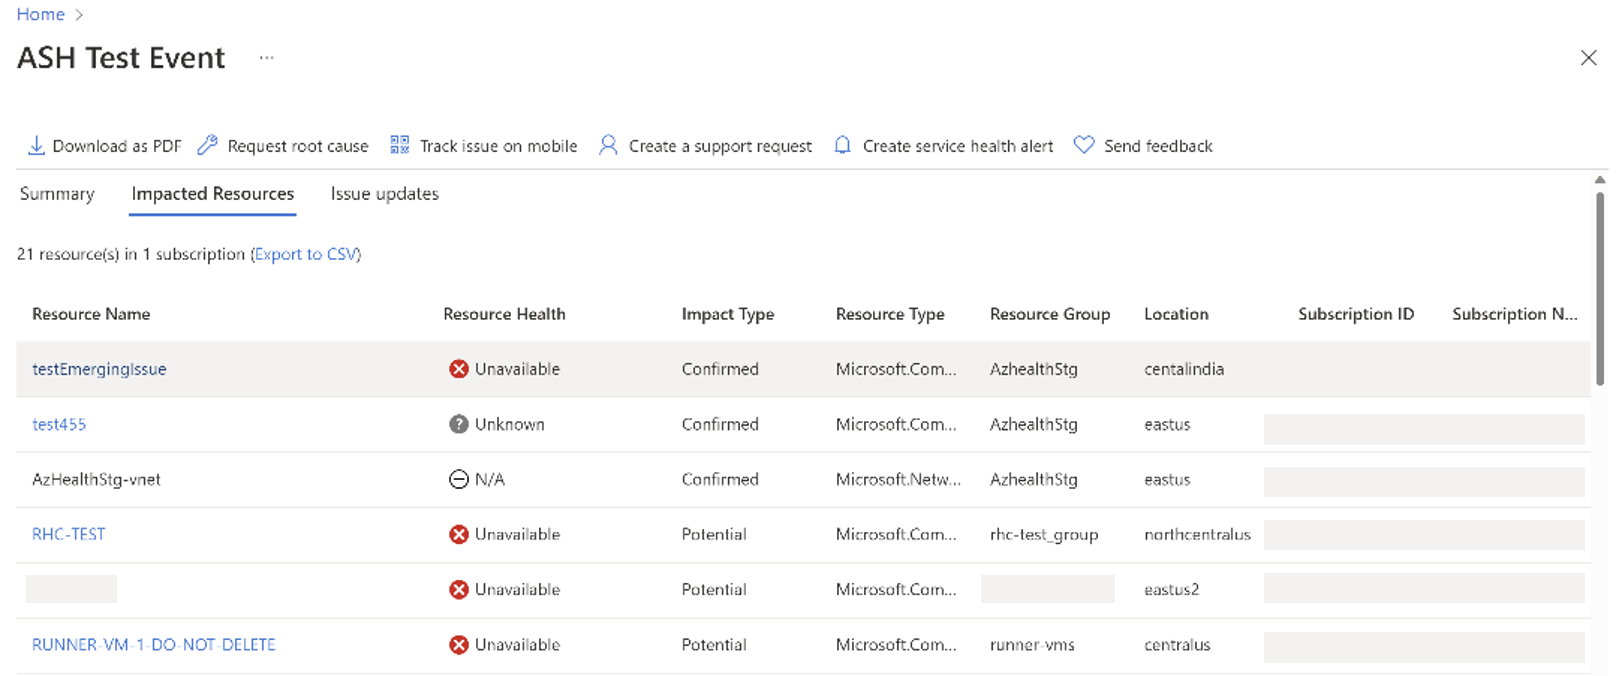 Home >
ASH Test Event ...
Download as PDF Request root cause Track issue on mobile Create a support request Create service health alert Send feedback
Summary Impacted Resources Issue updates
21 resource(s) in 1 subscription (Export to CSV)
Resource Name Resource Health Impact Type Resource Type Resource Group Location Subscription ID Subscription N...
testEmergingIssue Unavailable Confirmed Microsoft.Com... AzhealthStg centalindia
test455 Unknown Confirmed Microsoft.Com... AzhealthStg eastus
AzHealthStg-vnet N/A Confirmed Microsoft.Netw... AzhealthStg eastus
RHC-TEST Unavailable Potential Microsoft.Com... rhc-test_group northcentralus
Unavailable Potential Microsoft.Com... eastus2
RUNNER-VM-1-DO-NOT-DELETE Unavailable Potential Microsoft.Com... runner-vms centralus